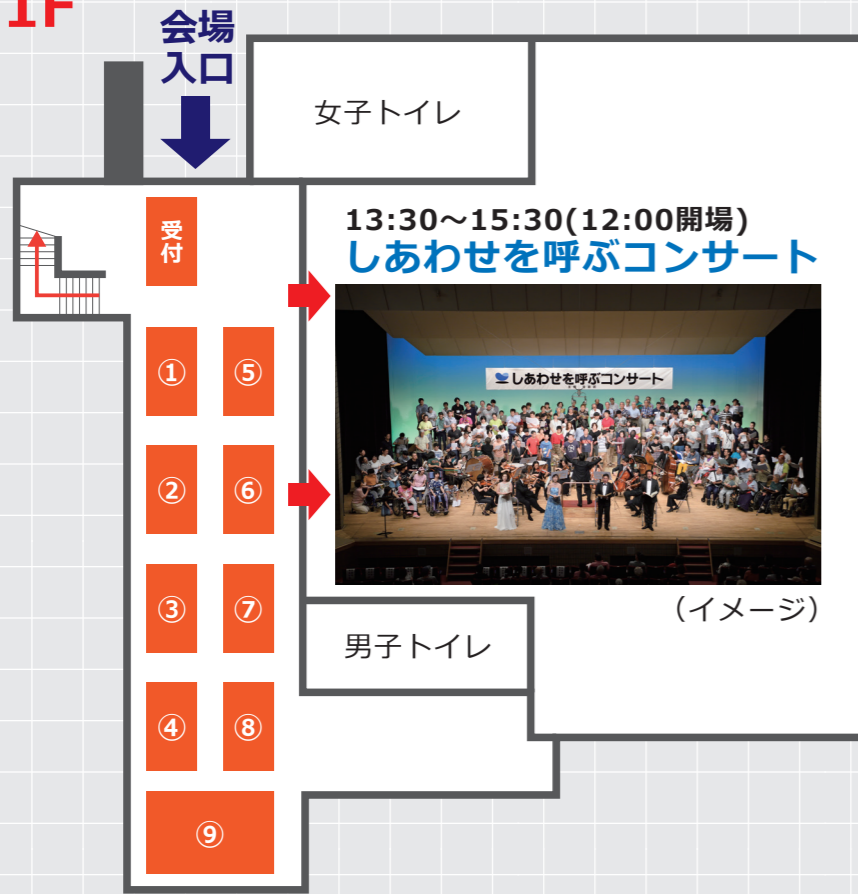 1F
会場
入口
女子トイレ
受付
13:30～15:30(12:00開場)
しあわせを呼ぶコンサート
しあわせを呼ぶコンサート
(イメージ)
①
⑤
②
⑥
③
⑦
④
⑧
⑨
男子トイレ